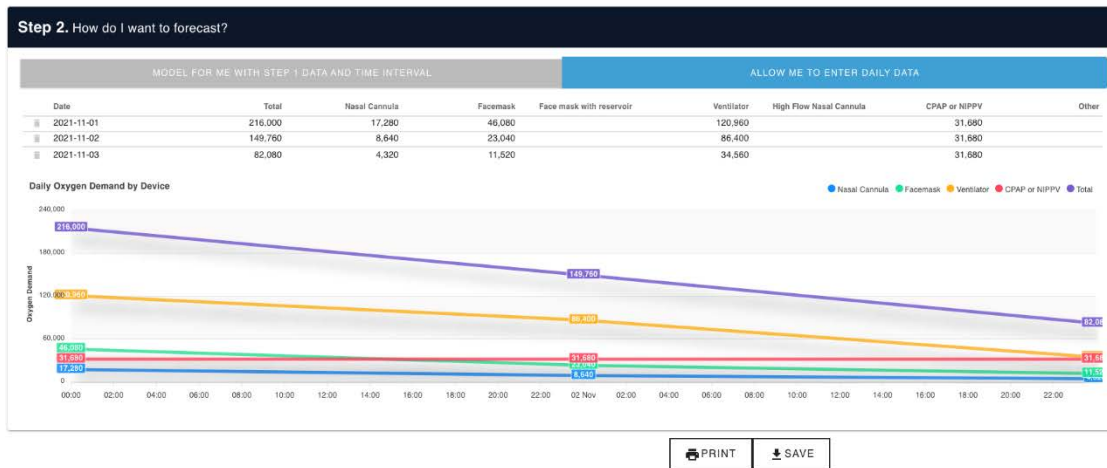 Step 2. How do I want to forecast?
MODEL FOR ME WITH STEP 1 DATA AND TIME INTERVAL ALLOW ME TO ENTER DAILY DATA
Date Total Nasal Cannula Facemask Face mask with reservoir Ventilator High Flow Nasal Cannula CPAP or NIPPV Other
2021-11-01 216,000 17,280 46,080 120,960 31,680
2021-11-02 149,760 8,640 23,040 86,400 31,680
2021-11-03 82,080 4,320 11,520 34,560 31,680
Daily Oxygen Demand by Device
Nasal Cannula Facemask Ventilator CPAP or NIPPV Total
Oxygen Demand
240,000
216,000
180,000
149,760
120,000
86,400
82,08
60,000
46,080
31,680 31,680 31,68
23,040
11,52
17,280 8,640
0
00:00 02:00 04:00 06:00 08:00 10:00 12:00 14:00 16:00 18:00 20:00 22:00 02 Nov 02:00 04:00 06:00 08:00 10:00 12:00 14:00 16:00 18:00 20:00 22:00
PRINT SAVE